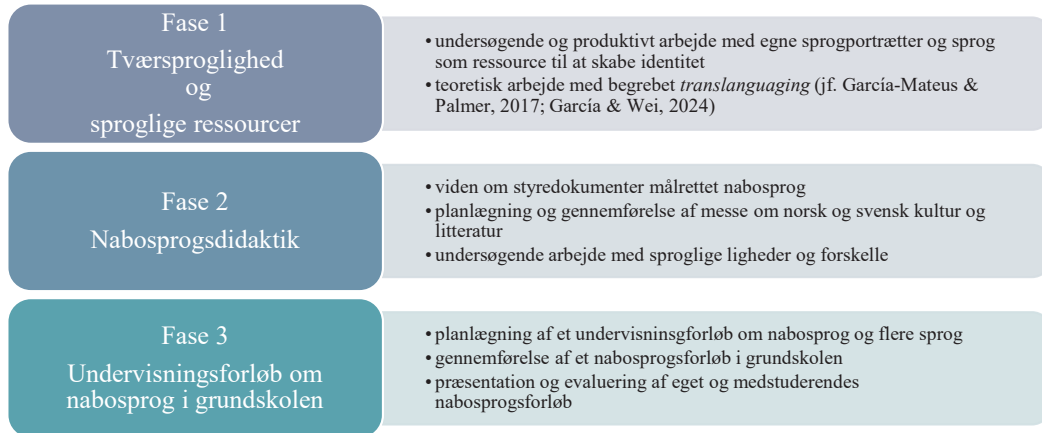 Fase 1
Tværsproglighed
og
sproglige ressourcer
• undersøgende og produktivt arbejde med egne sprogportrætter og sprog
som ressource til at skabe identitet
• teoretisk arbejde med begrebet translanguaging (jf. García-Mateus &
Palmer, 2017; García & Wei, 2024)
Fase 2
Nabosprogsdidaktik
• viden om styredokumenter målrettet nabosprog
• planlægning og gennemførelse af messe om norsk og svensk kultur og
litteratur
• undersøgende arbejde med sproglige ligheder og forskelle
Fase 3
Undervisningsforløb om
nabosprog i grundskolen
• planlægning af et undervisninsgforløb om nabosprog og flere sprog
• gennemførelse af et nabosprogsforløb i grundskolen
• præsentation og evaluering af eget og medstuderendes
nabosprogsforløb